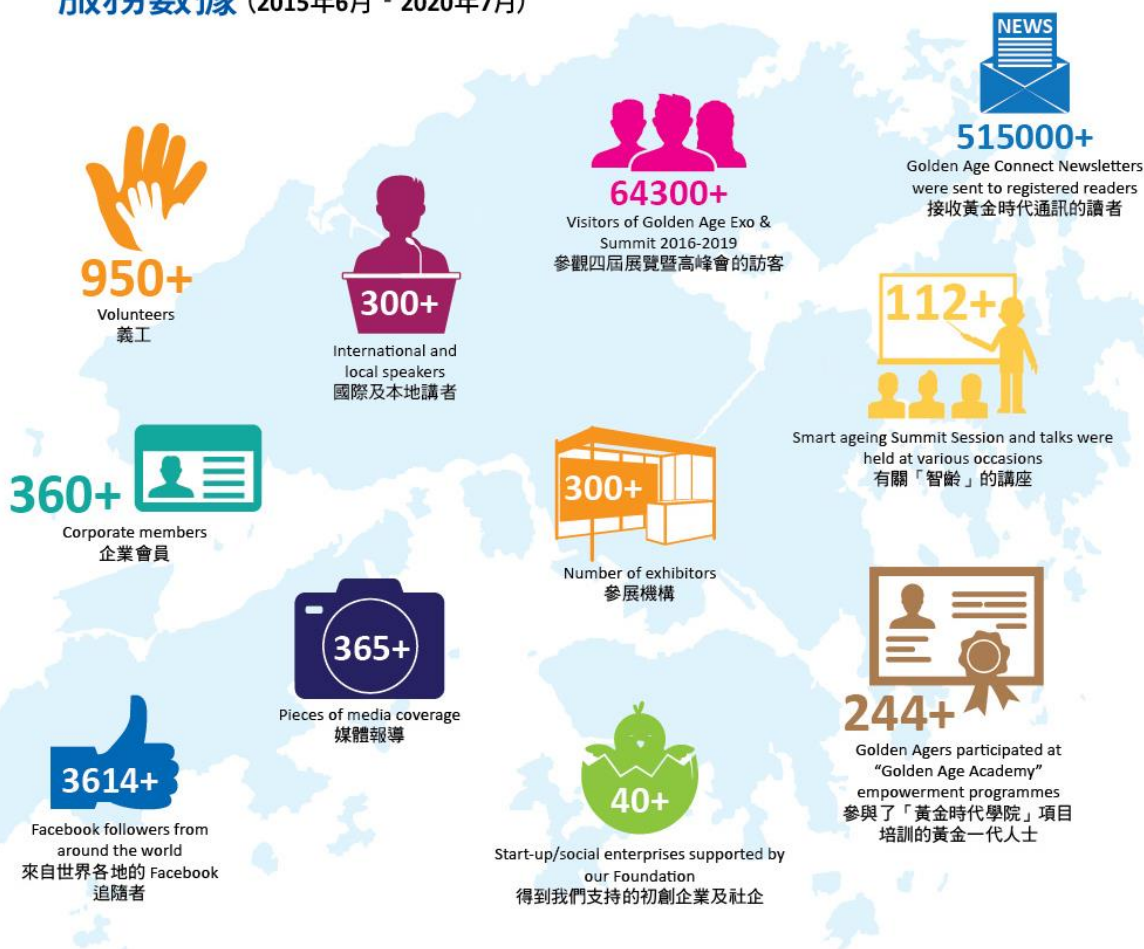 服務數據 (2015年6月 - 2020年7月)
NEWS
515000+
Golden Age Connect Newsletters
were sent to registered readers
接收黃金時代通訊的讀者
64300+
Visitors of Golden Age Exo &
Summit 2016-2019
參觀四屆展覽暨高峰會的訪客
950+
Volunteers
義工
300+
International and
local speakers
國際及本地講者
112+
Smart ageing Summit Session and talks were
held at various occasions
有關「智齡」的講座
360+
Corporate members
企業會員
300+
Number of exhibitors
參展機構
365+
Pieces of media coverage
媒體報導
244+
Golden Agers participated at
“Golden Age Academy”
empowerment programmes
參與了「黃金時代學院」項目
培訓的黃金一代人士
3614+
Facebook followers from
around the world
來自世界各地的 Facebook
追隨者
40+
Start-up/social enterprises supported by
our Foundation
得到我們支持的初創企業及社企